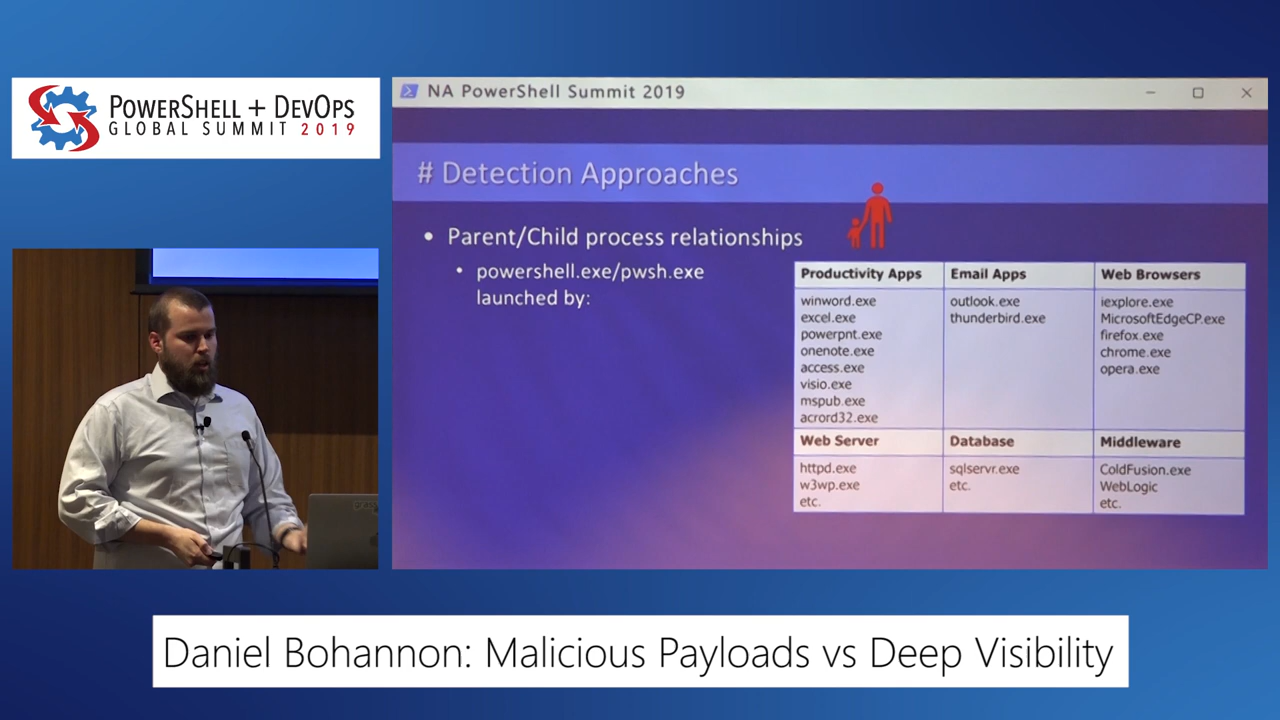 POWERSHELL + DEVOPS
GLOBAL SUMMIT 2019
NA PowerShell Summit 2019
# Detection Approaches
• Parent/Child process relationships
• powershell.exe/pwsh.exe
launched by:
Productivity Apps
winword.exe
excel.exe
powerpnt.exe
onenote.exe
access.exe
visio.exe
mspub.exe
acrord32.exe
Email Apps
outlook.exe
thunderbird.exe
Web Browsers
iexplore.exe
MicrosoftEdgeCP.exe
firefox.exe
chrome.exe
opera.exe
Web Server
httpd.exe
w3wp.exe
etc.
Database
sqlservr.exe
etc.
Middleware
ColdFusion.exe
WebLogic
etc.
Daniel Bohannon: Malicious Payloads vs Deep Visibility